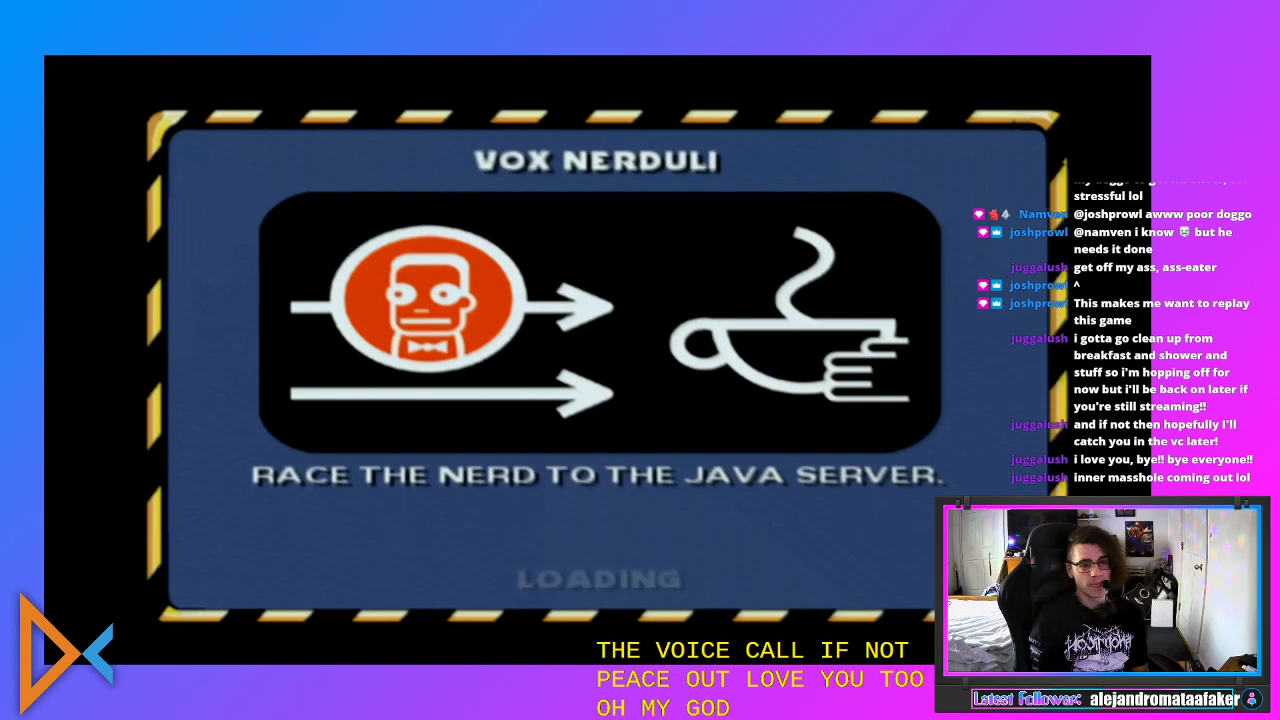 VOX NERDULI
RACE THE NERD TO THE JAVA SERVER.
LOADING
stressful lol
Namven @joshprowl awww poor doggo
joshprowl @namven i know 😢 but he
needs it done
juggalush get off my ass, ass-eater
joshprowl ^
joshprowl This makes me want to replay
this game
juggalush i gotta go clean up from
breakfast and shower and
stuff so i'm hopping off for
now but i'll be back on later if
you're still streaming!!
juggalush and if not then hopefully I'll
catch you in the vc later!
juggalush i love you, bye!! bye everyone!!
juggalush inner masshole coming out lol
THE VOICE CALL IF NOT
PEACE OUT LOVE YOU TOO
OH MY GOD
Latest Follower: alejandromataafaker